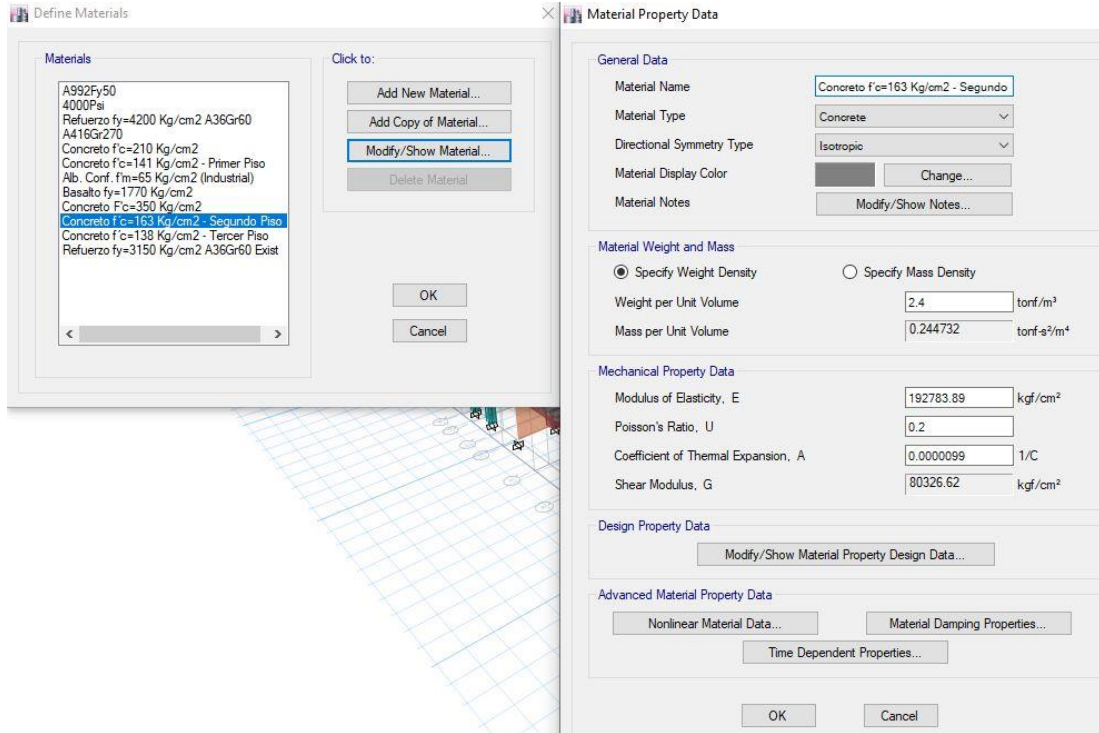 Define Materials
Materials
A992Fy50
4000Psi
Refuerzo fy=4200 Kg/cm2 A36Gr60
A416Gr270
Concreto f'c=210 Kg/cm2
Concreto f'c=141 Kg/cm2 - Primer Piso
Alb. Conf. f'm=65 Kg/cm2 (Industrial)
Basalto fy=1770 Kg/cm2
Concreto F'c=350 Kg/cm2
Concreto f'c=163 Kg/cm2 - Segundo Piso
Concreto f'c=138 Kg/cm2 - Tercer Piso
Refuerzo fy=3150 Kg/cm2 A36Gr60 Exist
Click to:
Add New Material...
Add Copy of Material...
Modify/Show Material...
Delete Material
OK
Cancel
Material Property Data
General Data
Material Name Concreto f'c=163 Kg/cm2 - Segundo
Material Type Concrete
Directional Symmetry Type Isotropic
Material Display Color Change...
Material Notes Modify/Show Notes...
Material Weight and Mass
Specify Weight Density Specify Mass Density
Weight per Unit Volume 2.4 tonf/m³
Mass per Unit Volume 0.244732 tonf-s²/m⁴
Mechanical Property Data
Modulus of Elasticity, E 192783.89 kgf/cm²
Poisson's Ratio, U 0.2
Coefficient of Thermal Expansion, A 0.0000099 1/C
Shear Modulus, G 80326.62 kgf/cm²
Design Property Data
Modify/Show Material Property Design Data...
Advanced Material Property Data
Nonlinear Material Data... Material Damping Properties...
Time Dependent Properties...
OK Cancel